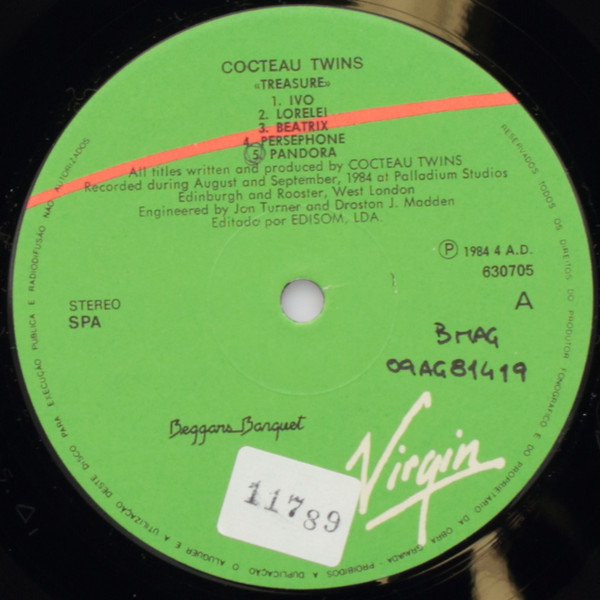 COCTEAU TWINS
«TREASURE»
1. IVO
2. LORELEI
3. BEATRIX
4. PERSEPHONE
5. PANDORA
All titles written and produced by COCTEAU TWINS
Recorded during August and September, 1984 at Palladium Studios
Edinburgh and Rooster, West London
Engineered by Jon Turner and Droston J. Madden
Editado por EDISOM, LDA.
Ⓟ 1984 4 A.D.
630705
STEREO
SPA
A
BMAG
09AG81419
Beggars Banquet
Virgin
11789
RESERVADOS TODOS OS DIREITOS DO PRODUTOR FONOGRÁFICO E DO PROPRIETÁRIO DA OBRA GRAVADA - PROIBIDOS A DUPLICAÇÃO O ALUGUER E A UTILIZAÇÃO DESTE DISCO PARA EXECUÇÃO PÚBLICA E RADIODIFUSÃO NÃO AUTORIZADOS